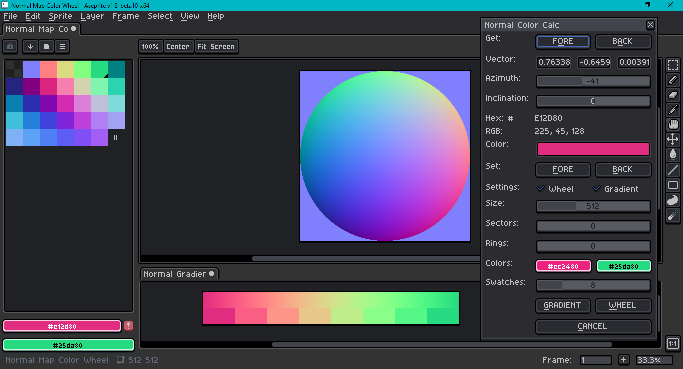 Normal Map Color Wheel - Aseprite v1.3-beta10-x64
File Edit Sprite Layer Frame Select View Help
Normal Map Co
100% Center Fit Screen
Normal Gradier
#e12d80
#25da80
Normal Map Color Wheel 512 512
Normal Color Calc
Get: FORE BACK
Vector: 0.76338 -0.6459 0.00391
Azimuth: -41
Inclination: 0
Hex: # E12D80
RGB: 225, 45, 128
Color:
Set: FORE BACK
Settings: Wheel Gradient
Size: 512
Sectors: 0
Rings: 0
Colors: #ec2480 #25da80
Swatches: 8
GRADIENT WHEEL
CANCEL
1:1
Frame: 1 + 33.3%